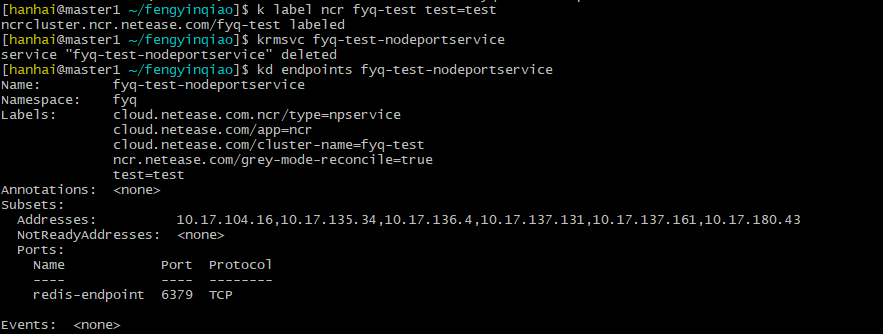 [hanhai@master1 ~/fengyinqiao]$ k label ncr fyq-test test=test
ncrcluster.ncr.netease.com/fyq-test labeled
[hanhai@master1 ~/fengyinqiao]$ krmsvc fyq-test-nodeportservice
service "fyq-test-nodeportservice" deleted
[hanhai@master1 ~/fengyinqiao]$ kd endpoints fyq-test-nodeportservice
Name:         fyq-test-nodeportservice
Namespace:    fyq
Labels:       cloud.netease.com.ncr/type=npservice
              cloud.netease.com/app=ncr
              cloud.netease.com/cluster-name=fyq-test
              ncr.netease.com/grey-mode-reconcile=true
              test=test
Annotations:  <none>
Subsets:
  Addresses:          10.17.104.16,10.17.135.34,10.17.136.4,10.17.137.131,10.17.137.161,10.17.180.43
  NotReadyAddresses:  <none>
  Ports:
    Name            Port  Protocol
    ----            ----  --------
    redis-endpoint  6379  TCP
Events:  <none>